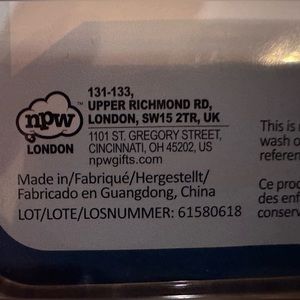 npw
™
LONDON
131-133,
UPPER RICHMOND RD,
LONDON, SW15 2TR, UK
1101 ST. GREGORY STREET,
CINCINNATI, OH 45202, US
npwgifts.com
Made in/Fabriqué/Hergestellt/
Fabricado en Guangdong, China
LOT/LOTE/LOSNUMMER: 61580618
This is
wash o
referen
Ce pro
des enf
conserv